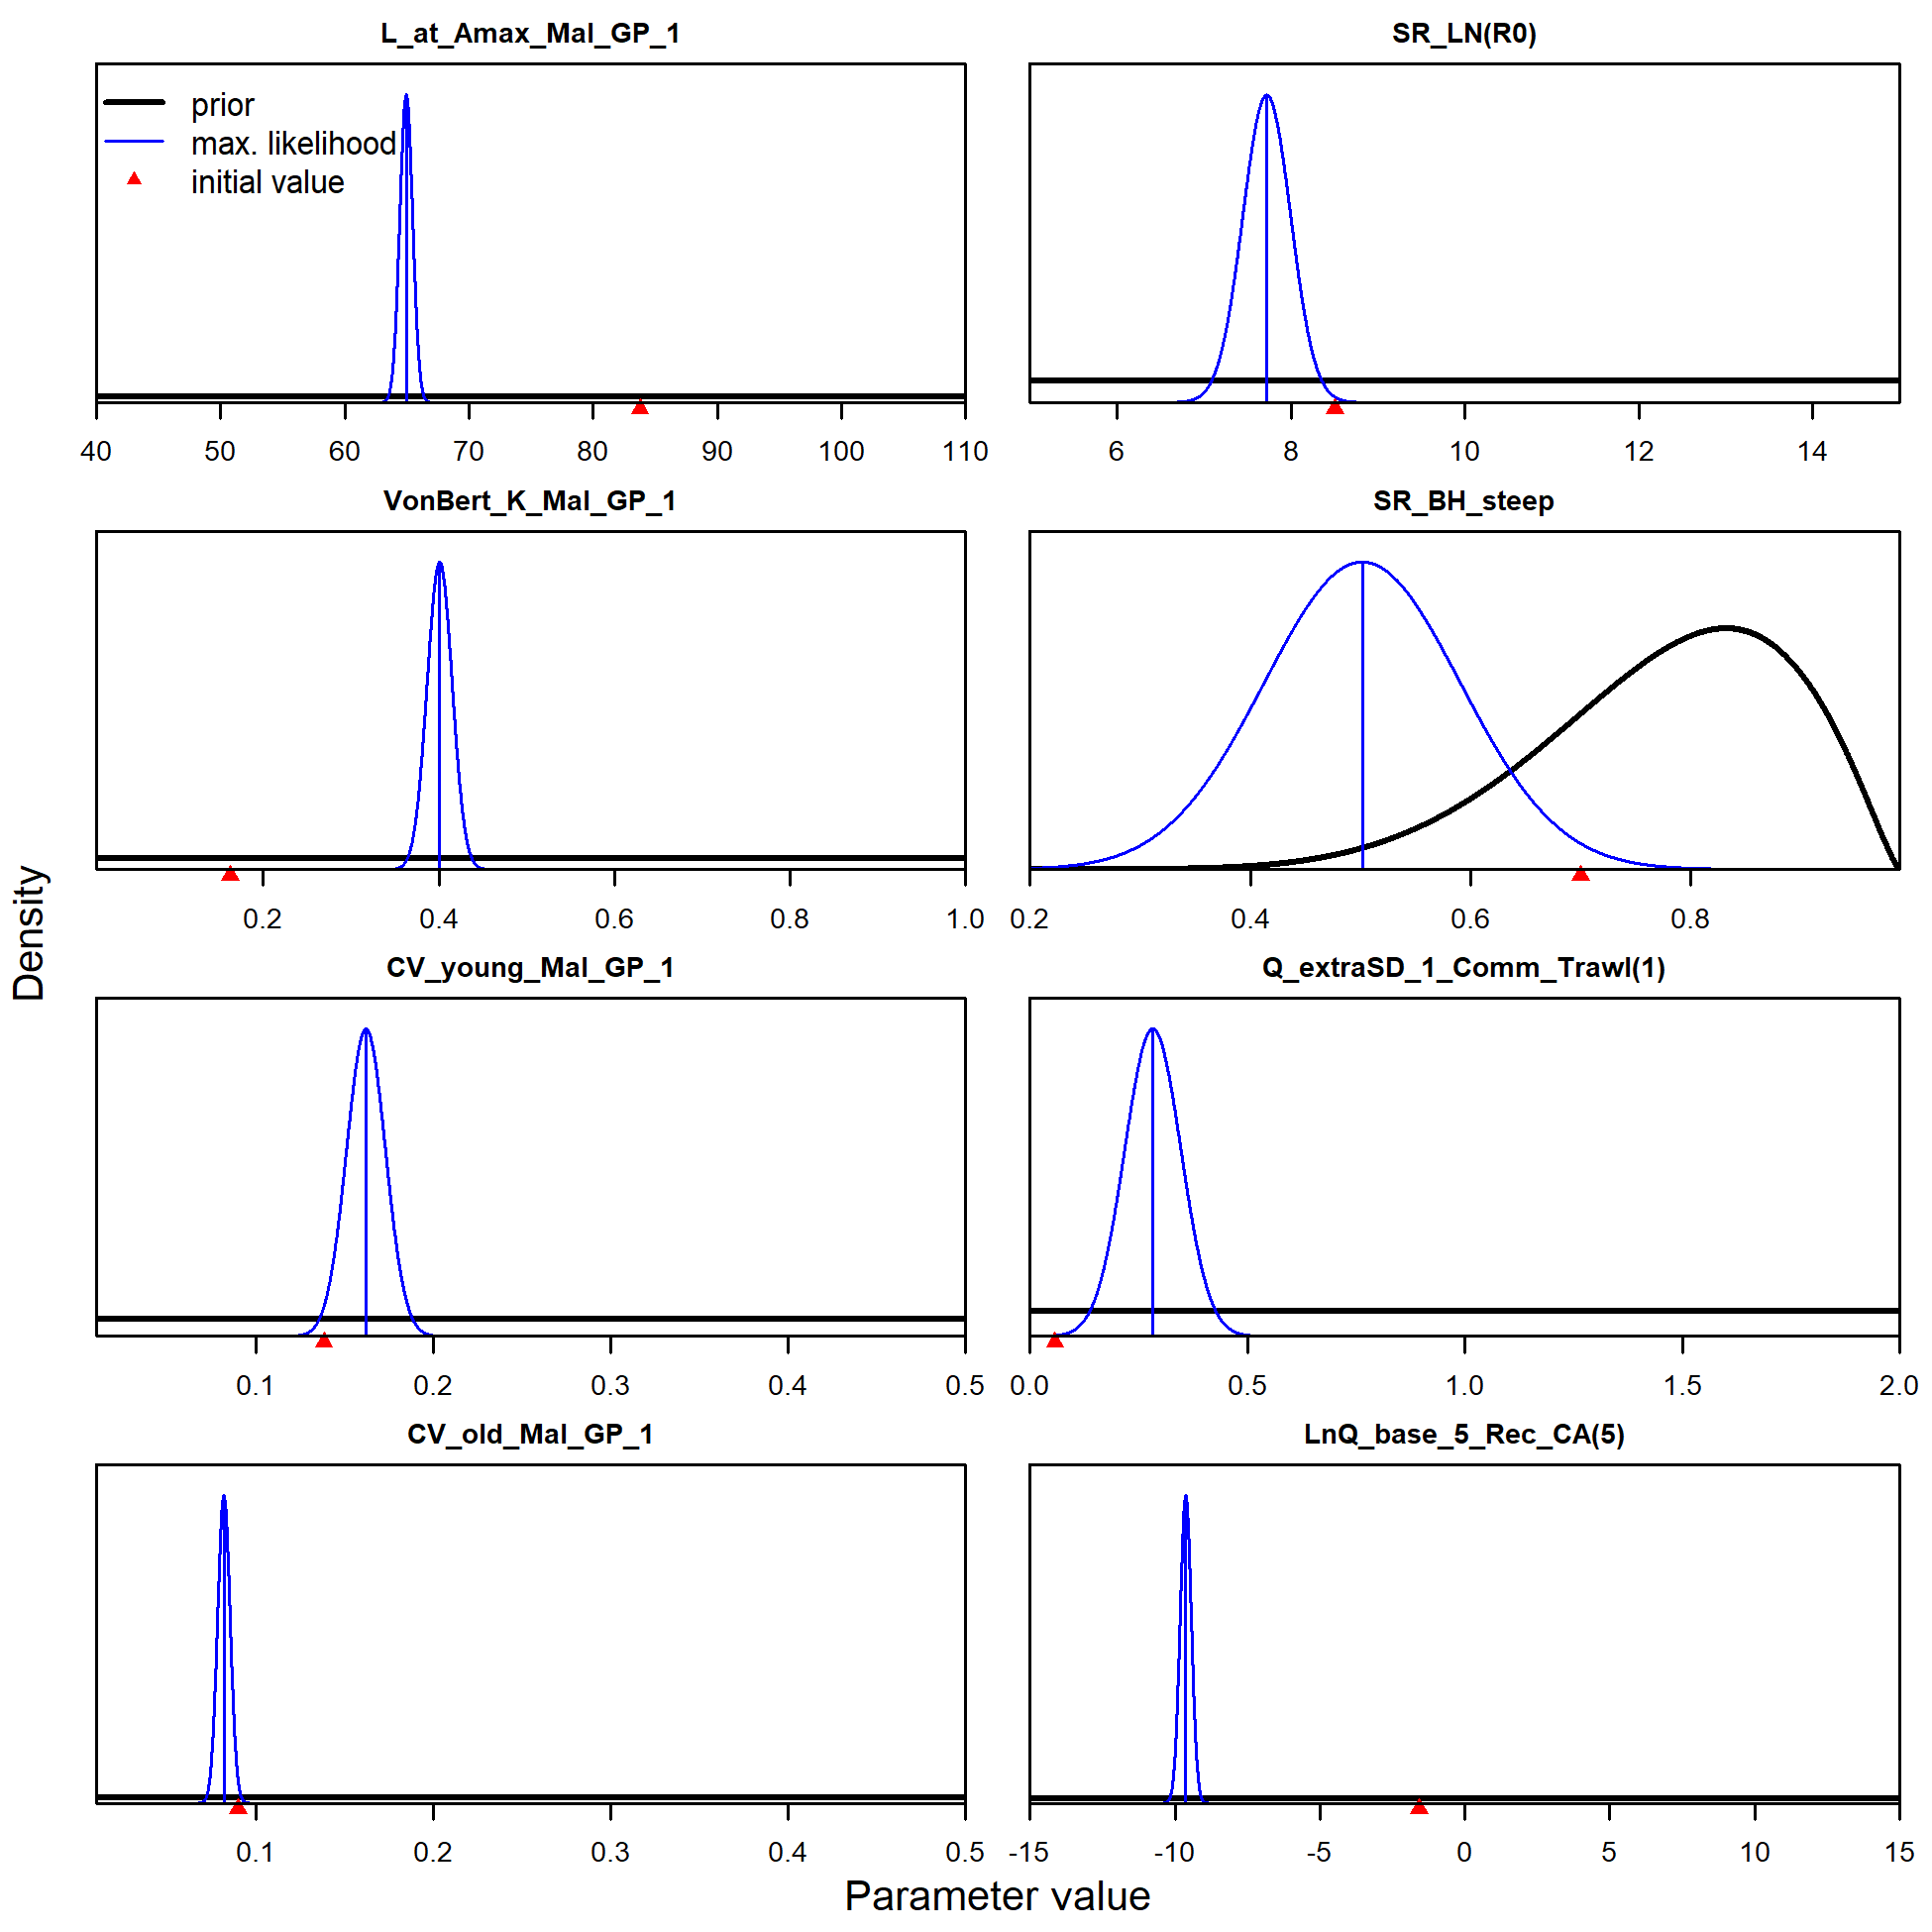 L_at_Amax_Mal_GP_1
prior
max. likelihood
initial value
40 50 60 70 80 90 100 110
SR_LN(R0)
6 8 10 12 14
VonBert_K_Mal_GP_1
0.2 0.4 0.6 0.8 1.0
SR_BH_steep
0.2 0.4 0.6 0.8
CV_young_Mal_GP_1
0.1 0.2 0.3 0.4 0.5
Q_extraSD_1_Comm_Trawl(1)
0.0 0.5 1.0 1.5 2.0
CV_old_Mal_GP_1
0.1 0.2 0.3 0.4 0.5
LnQ_base_5_Rec_CA(5)
-15 -10 -5 0 5 10 15
Density
Parameter value